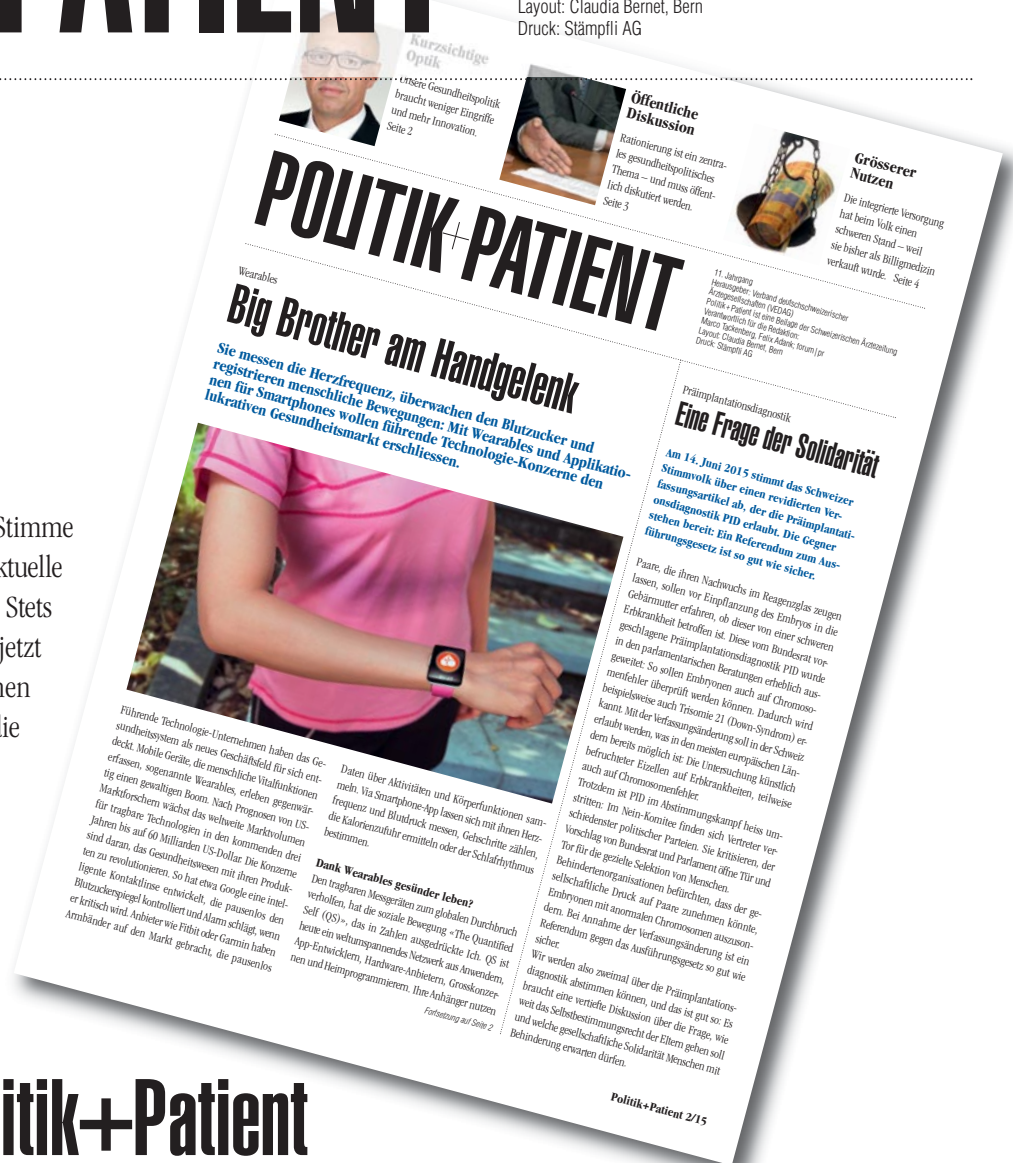 PATIENT
Layout: Claudia Bernet, Bern
Druck: Stämpfli AG
Kurzsichtige
Optik
Unsere Gesundheitspolitik
braucht weniger Eingriffe
und mehr Innovation.
Seite 2
Öffentliche
Diskussion
Rationierung ist ein zentra-
les gesundheitspolitisches
Thema – und muss öffent-
lich diskutiert werden.
Seite 3
Grösserer
Nutzen
Die integrierte Versorgung
hat beim Volk einen
schweren Stand – weil
sie bisher als Billigmedizin
verkauft wurde. Seite 4
POLITIK+PATIENT
11. Jahrgang
Herausgeber: Verband deutschschweizerischer
Ärztegesellschaften (VEDAG)
Politik+Patient ist eine Beilage der Schweizerischen Ärztezeitung
Verantwortlich für die Redaktion:
Marco Tackenberg, Felix Adank; forum|pr
Layout: Claudia Bernet, Bern
Druck: Stämpfli AG
Wearables
Big Brother am Handgelenk
Sie messen die Herzfrequenz, überwachen den Blutzucker und
registrieren menschliche Bewegungen: Mit Wearables und Applikatio-
nen für Smartphones wollen führende Technologie-Konzerne den
lukrativen Gesundheitsmarkt erschliessen.
Führende Technologie-Unternehmen haben das Ge-
sundheitssystem als neues Geschäftsfeld für sich ent-
deckt. Mobile Geräte, die menschliche Vitalfunktionen
erfassen, sogenannte Wearables, erleben gegenwär-
tig einen gewaltigen Boom. Nach Prognosen von US-
Marktforschern wächst das weltweite Marktvolumen
für tragbare Technologien in den kommenden drei
Jahren bis auf 60 Milliarden US-Dollar. Die Konzerne
sind daran, das Gesundheitswesen mit ihren Produk-
ten zu revolutionieren. So hat etwa Google eine intel-
ligente Kontaktlinse entwickelt, die pausenlos den
Blutzuckerspiegel kontrolliert und Alarm schlägt, wenn
er kritisch wird. Anbieter wie Fitbit oder Garmin haben
Armbänder auf den Markt gebracht, die pausenlos
Daten über Aktivitäten und Körperfunktionen sam-
meln. Via Smartphone-App lassen sich mit ihnen Herz-
frequenz und Blutdruck messen, Gehschritte zählen,
die Kalorienzufuhr ermitteln oder der Schlafrhythmus
bestimmen.
Dank Wearables gesünder leben?
Den tragbaren Messgeräten zum globalen Durchbruch
verholfen, hat die soziale Bewegung «The Quantified
Self (QS)», das in Zahlen ausgedrückte Ich. QS ist
heute ein weltumspannendes Netzwerk aus Anwendern,
App-Entwicklern, Hardware-Anbietern, Grosskonzer-
nen und Heimprogrammierern. Ihre Anhänger nutzen
Fortsetzung auf Seite 2
Präimplantationsdiagnostik
Eine Frage der Solidarität
Am 14. Juni 2015 stimmt das Schweizer
Stimmvolk über einen revidierten Ver-
fassungsartikel ab, der die Präimplantati-
onsdiagnostik PID erlaubt. Die Gegner
stehen bereit: Ein Referendum zum Aus-
führungsgesetz ist so gut wie sicher.
Paare, die ihren Nachwuchs im Reagenzglas zeugen
lassen, sollen vor Einpflanzung des Embryos in die
Gebärmutter erfahren, ob dieser von einer schweren
Erbkrankheit betroffen ist. Diese vom Bundesrat vor-
geschlagene Präimplantationsdiagnostik PID wurde
in den parlamentarischen Beratungen erheblich aus-
geweitet: So sollen Embryonen auch auf Chromoso-
menfehler überprüft werden können. Dadurch wird
beispielsweise auch Trisomie 21 (Down-Syndrom) er-
kannt. Mit der Verfassungsänderung soll in der Schweiz
erlaubt werden, was in den meisten europäischen Län-
dern bereits möglich ist: Die Untersuchung künstlich
befruchteter Eizellen auf Erbkrankheiten, teilweise
auch auf Chromosomenfehler.
Trotzdem ist PID im Abstimmungskampf heiss um-
stritten: Im Nein-Komitee finden sich Vertreter ver-
schiedenster politischer Parteien. Sie kritisieren, der
Vorschlag von Bundesrat und Parlament öffne Tür und
Tor für die gezielte Selektion von Menschen.
Behindertenorganisationen befürchten, dass der ge-
sellschaftliche Druck auf Paare zunehmen könnte,
Embryonen mit anormalen Chromosomen auszuson-
dern. Bei Annahme der Verfassungsänderung ist ein
Referendum gegen das Ausführungsgesetz so gut wie
sicher.
Wir werden also zweimal über die Präimplantations-
diagnostik abstimmen können, und das ist gut so: Es
braucht eine vertiefte Diskussion über die Frage, wie
weit das Selbstbestimmungsrecht der Eltern gehen soll
und welche gesellschaftliche Solidarität Menschen mit
Behinderung erwarten dürfen.
Politik+Patient 2/15
Stimme
ktuelle
Stets
jetzt
nen
die
itik+Patient